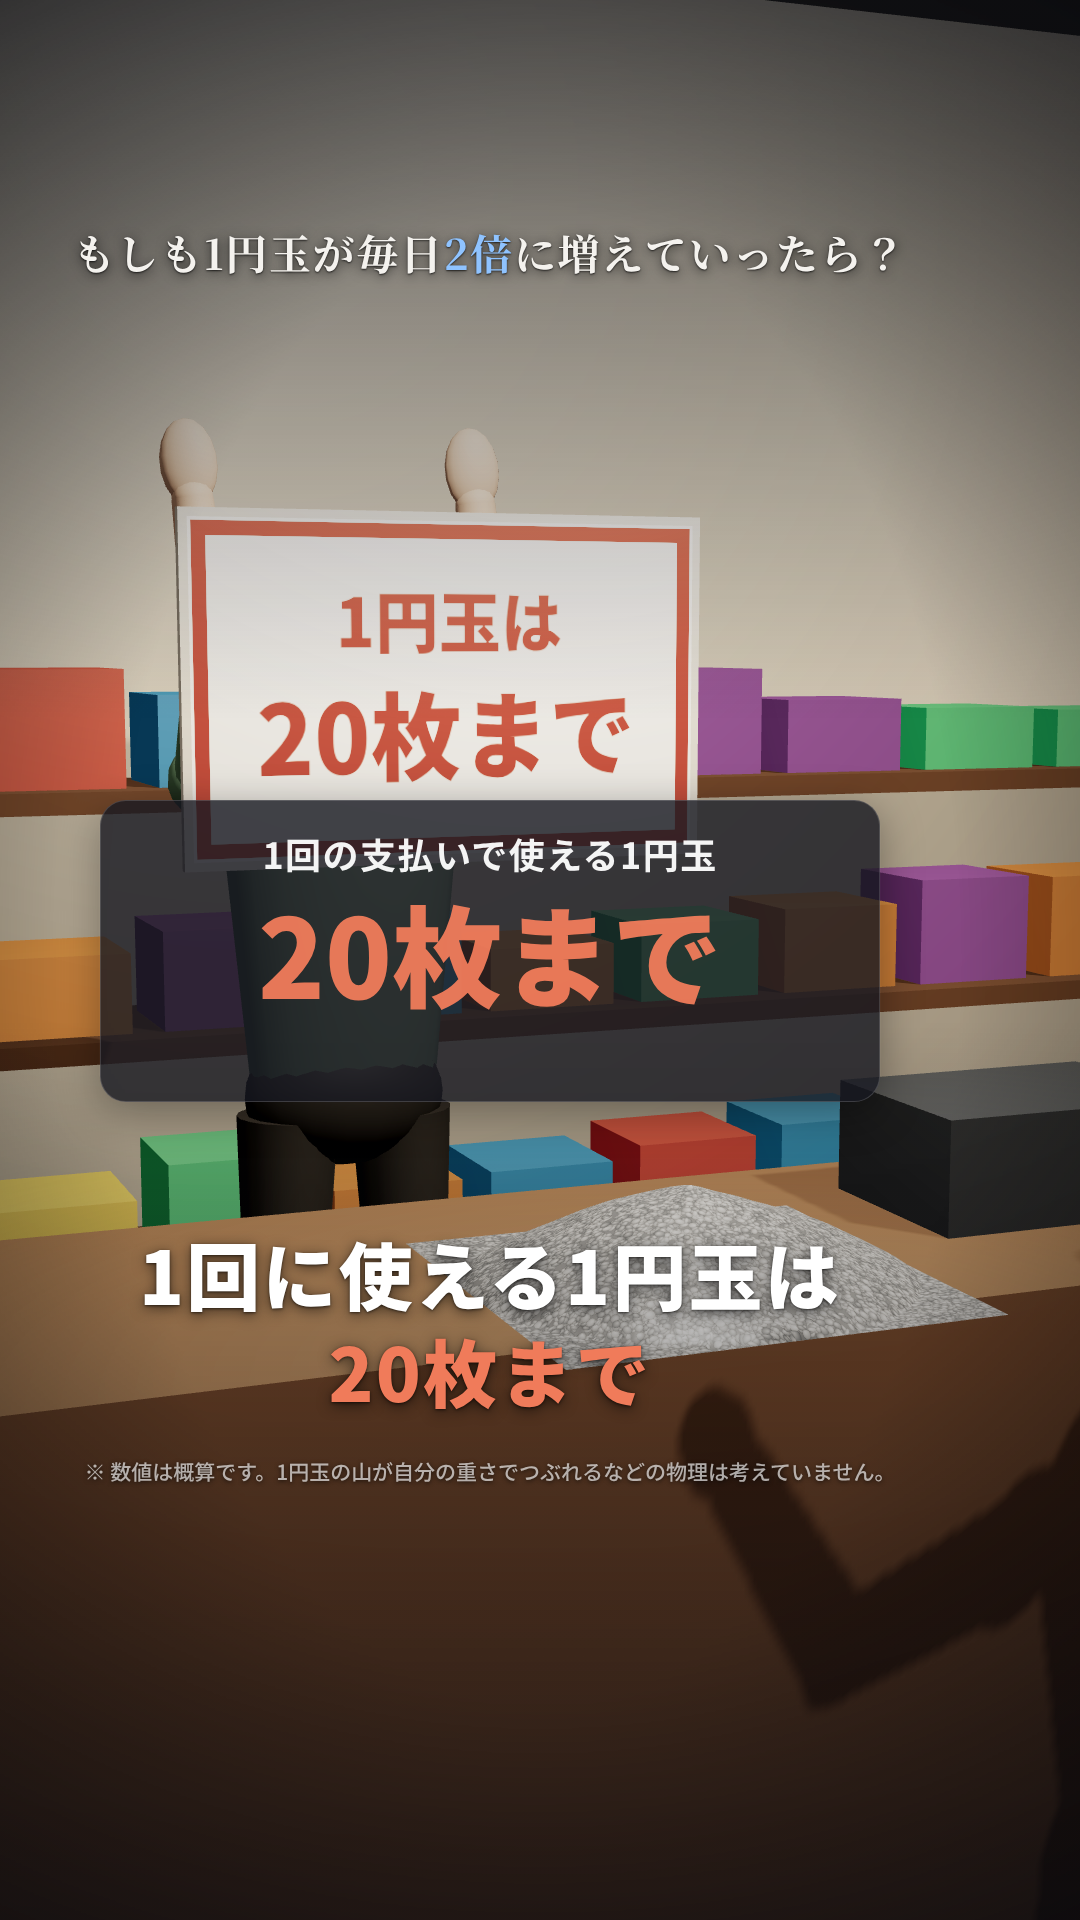 もしも1円玉が毎日2倍に増えていったら？
1円玉は
20枚まで
1回の支払いで使える1円玉
20枚まで
1回に使える1円玉は
20枚まで
※ 数値は概算です。1円玉の山が自分の重さでつぶれるなどの物理は考えていません。